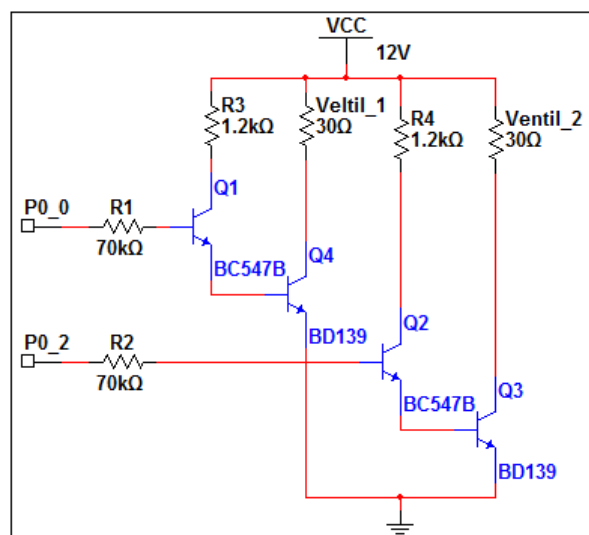 VCC
12V
R3
1.2kΩ
Veltil_1
30Ω
R4
1.2kΩ
Ventil_2
30Ω
Q1
P0_0
R1
70kΩ
BC547B
Q4
BD139
P0_2
R2
70kΩ
Q2
BC547B
Q3
BD139